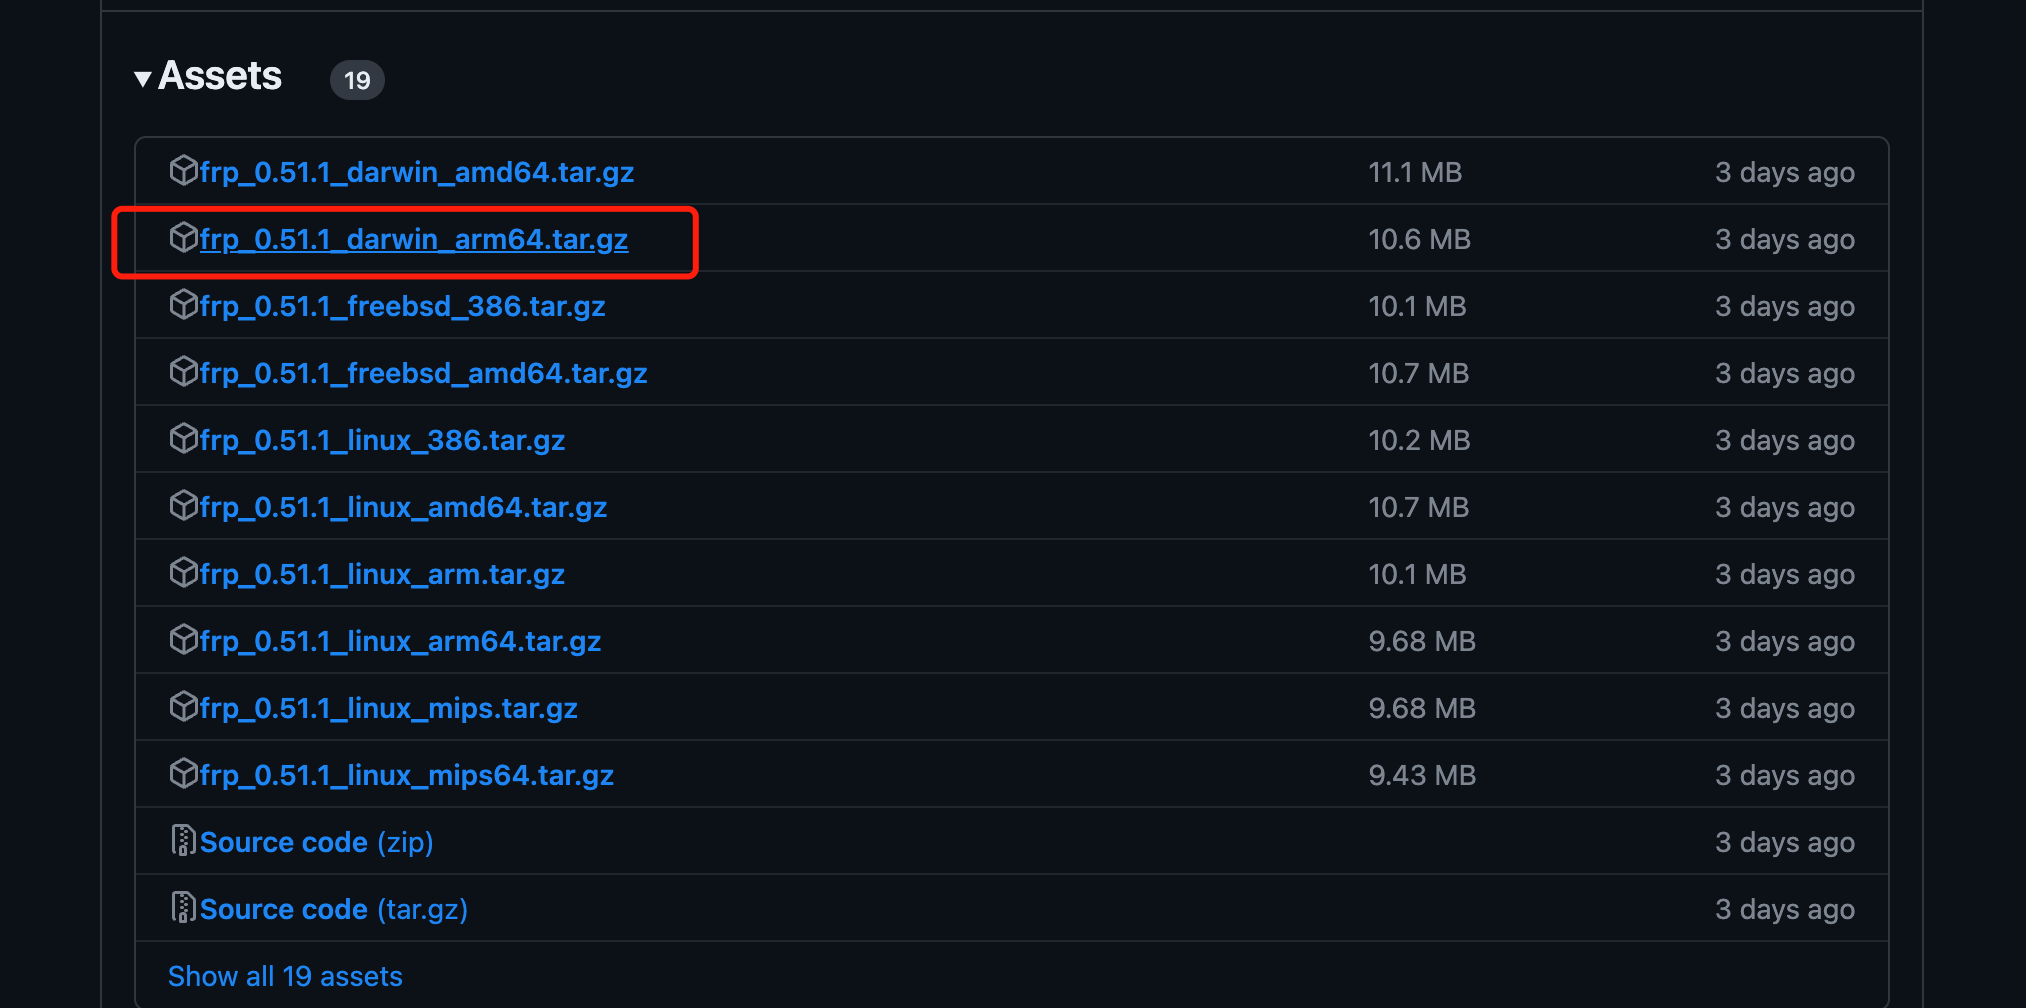 Assets 19
frp_0.51.1_darwin_amd64.tar.gz 11.1 MB 3 days ago
frp_0.51.1_darwin_arm64.tar.gz 10.6 MB 3 days ago
frp_0.51.1_freebsd_386.tar.gz 10.1 MB 3 days ago
frp_0.51.1_freebsd_amd64.tar.gz 10.7 MB 3 days ago
frp_0.51.1_linux_386.tar.gz 10.2 MB 3 days ago
frp_0.51.1_linux_amd64.tar.gz 10.7 MB 3 days ago
frp_0.51.1_linux_arm.tar.gz 10.1 MB 3 days ago
frp_0.51.1_linux_arm64.tar.gz 9.68 MB 3 days ago
frp_0.51.1_linux_mips.tar.gz 9.68 MB 3 days ago
frp_0.51.1_linux_mips64.tar.gz 9.43 MB 3 days ago
Source code (zip) 3 days ago
Source code (tar.gz) 3 days ago
Show all 19 assets